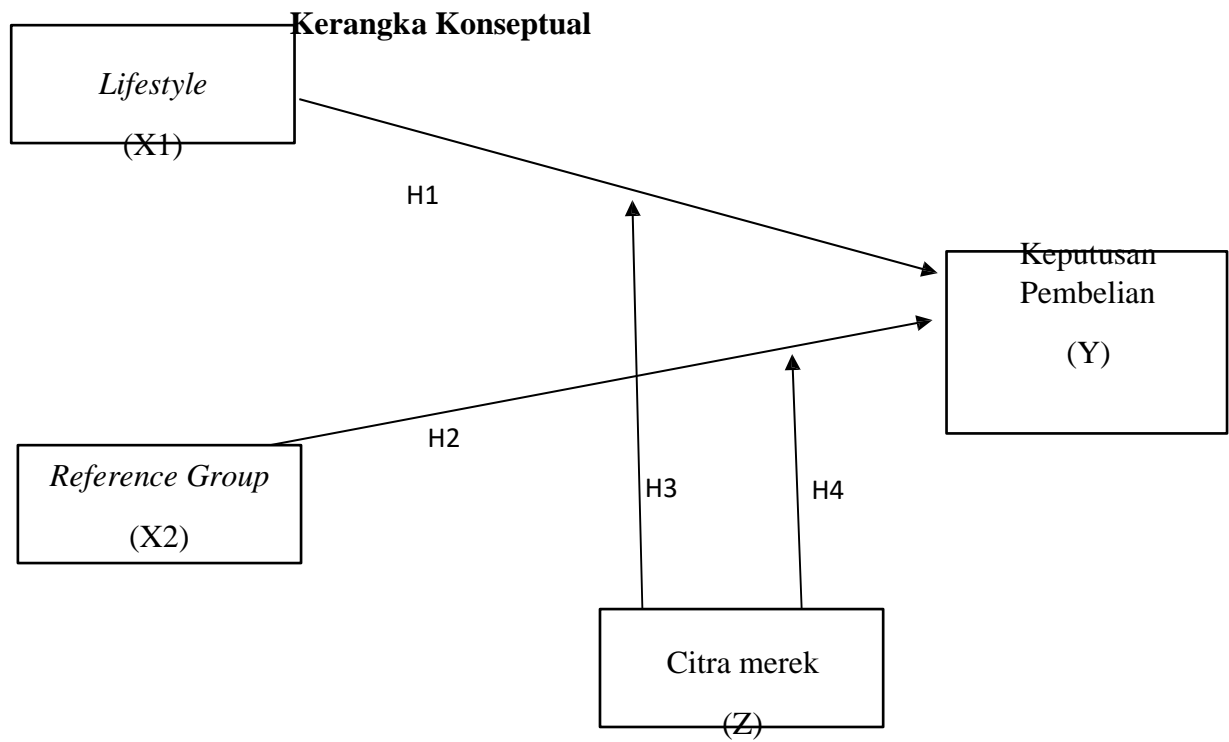 Kerangka Konseptual
Lifestyle
(X1)
H1
Keputusan
Pembelian
(Y)
H2
Reference Group
(X2)
H3
H4
Citra merek
(Z)